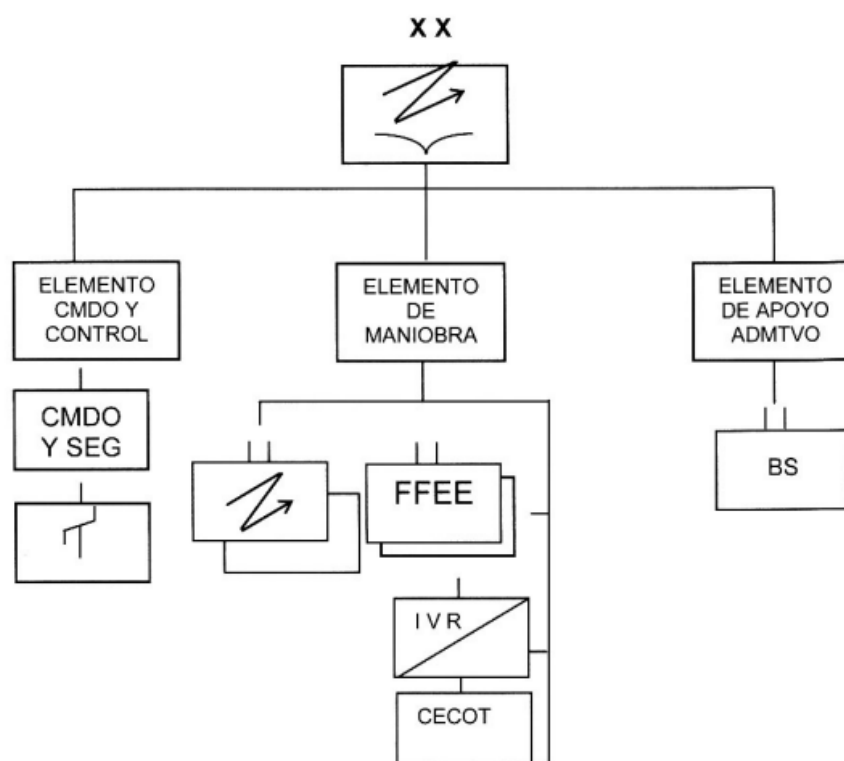 X X
ELEMENTO
CMDO Y
CONTROL
ELEMENTO
DE
MANIOBRA
ELEMENTO
DE APOYO
ADMTVO
CMDO
Y SEG
FFEE
BS
I V R
CECOT